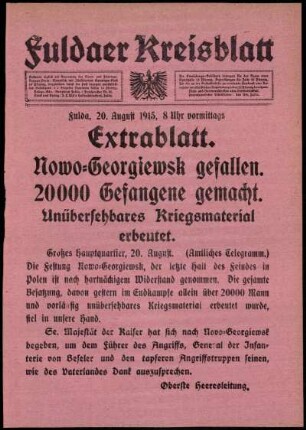 Fuldaer Kreisblatt
Fulda, 20. August 1915, 8 Uhr vormittags
Extrablatt.
Nowo-Georgiewsk gefallen.
20000 Gefangene gemacht.
Unübersehbares Kriegsmaterial
erbeutet.
Großes Hauptquartier, 20. August. (Amtliches Telegramm.)
Die Festung Nowo-Georgiewsk, der letzte Halt des Feindes in
Polen ist nach hartnäckigem Widerstand genommen. Die gesamte
Besatzung, davon gestern im Endkampfe allein über 20000 Mann
und vorläufig unübersehbares Kriegsmaterial erbeutet wurde,
fiel in unsere Hand.
Se. Majestät der Kaiser hat sich nach Nowo-Georgiewsk
begeben, um dem Führer des Angriffs, General der Infan-
terie von Beseler und den tapferen Angriffstruppen seinen,
wie des Vaterlandes Dank auszusprechen.
Oberste Heeresleitung.